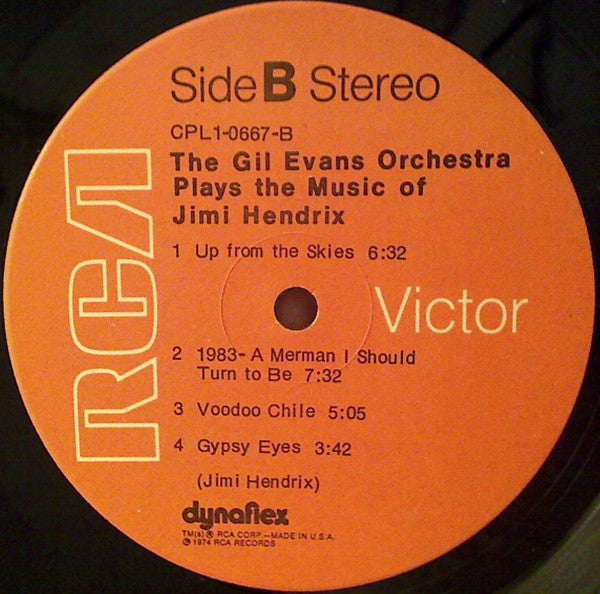 Side B Stereo
CPL1-0667-B
The Gil Evans Orchestra
Plays the Music of
Jimi Hendrix
1 Up from the Skies 6:32
RCA
Victor
2 1983- A Merman I Should
Turn to Be 7:32
3 Voodoo Chile 5:05
4 Gypsy Eyes 3:42
(Jimi Hendrix)
dynaflex
TM(s) ® RCA CORP.—MADE IN U.S.A.
℗ 1974 RCA RECORDS